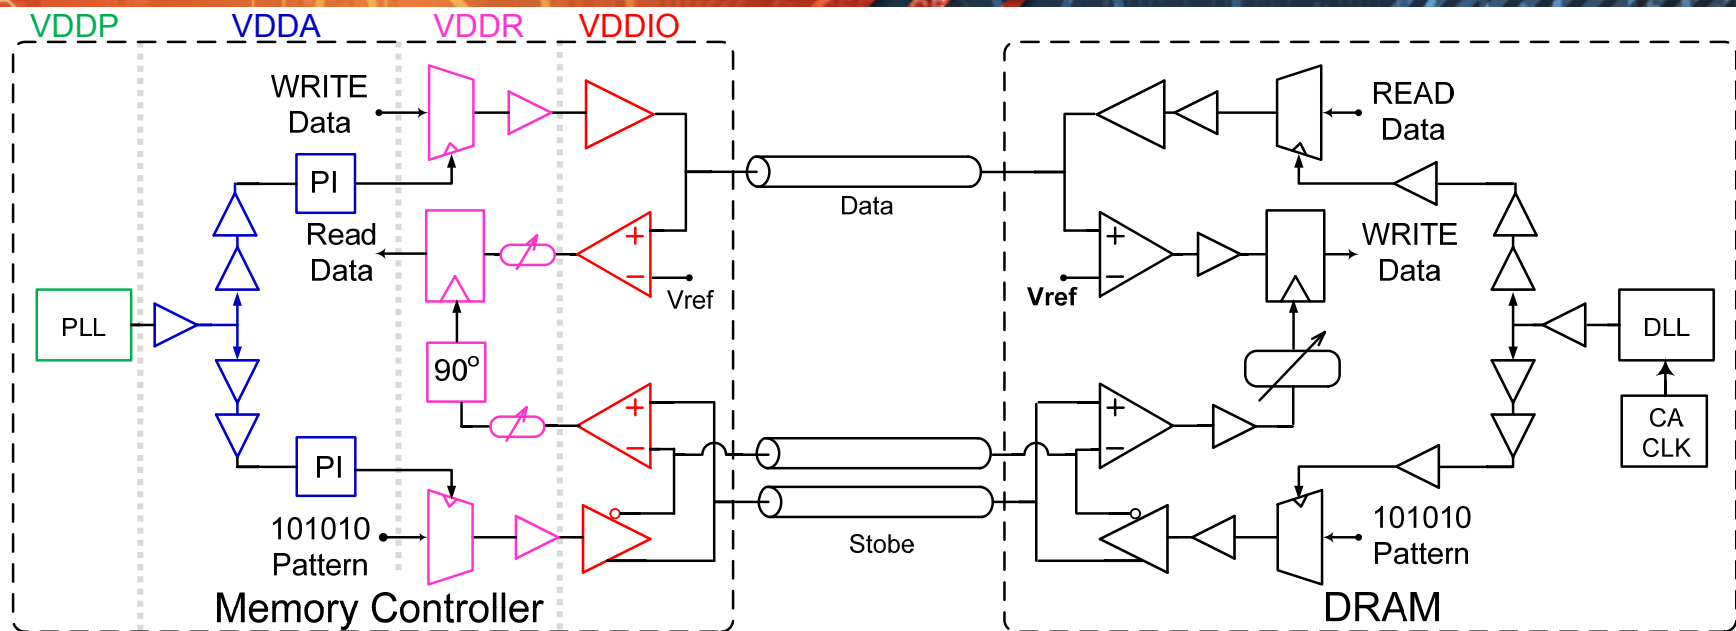 VDDP VDDA VDDR VDDIO
WRITE
Data
READ
Data
PI
Data
Read
Data
+
−
Vref
Vref
+
−
WRITE
Data
PLL
DLL
90o
CA
CLK
+
−
+
−
PI
101010
Pattern
Stobe
101010
Pattern
Memory Controller
DRAM